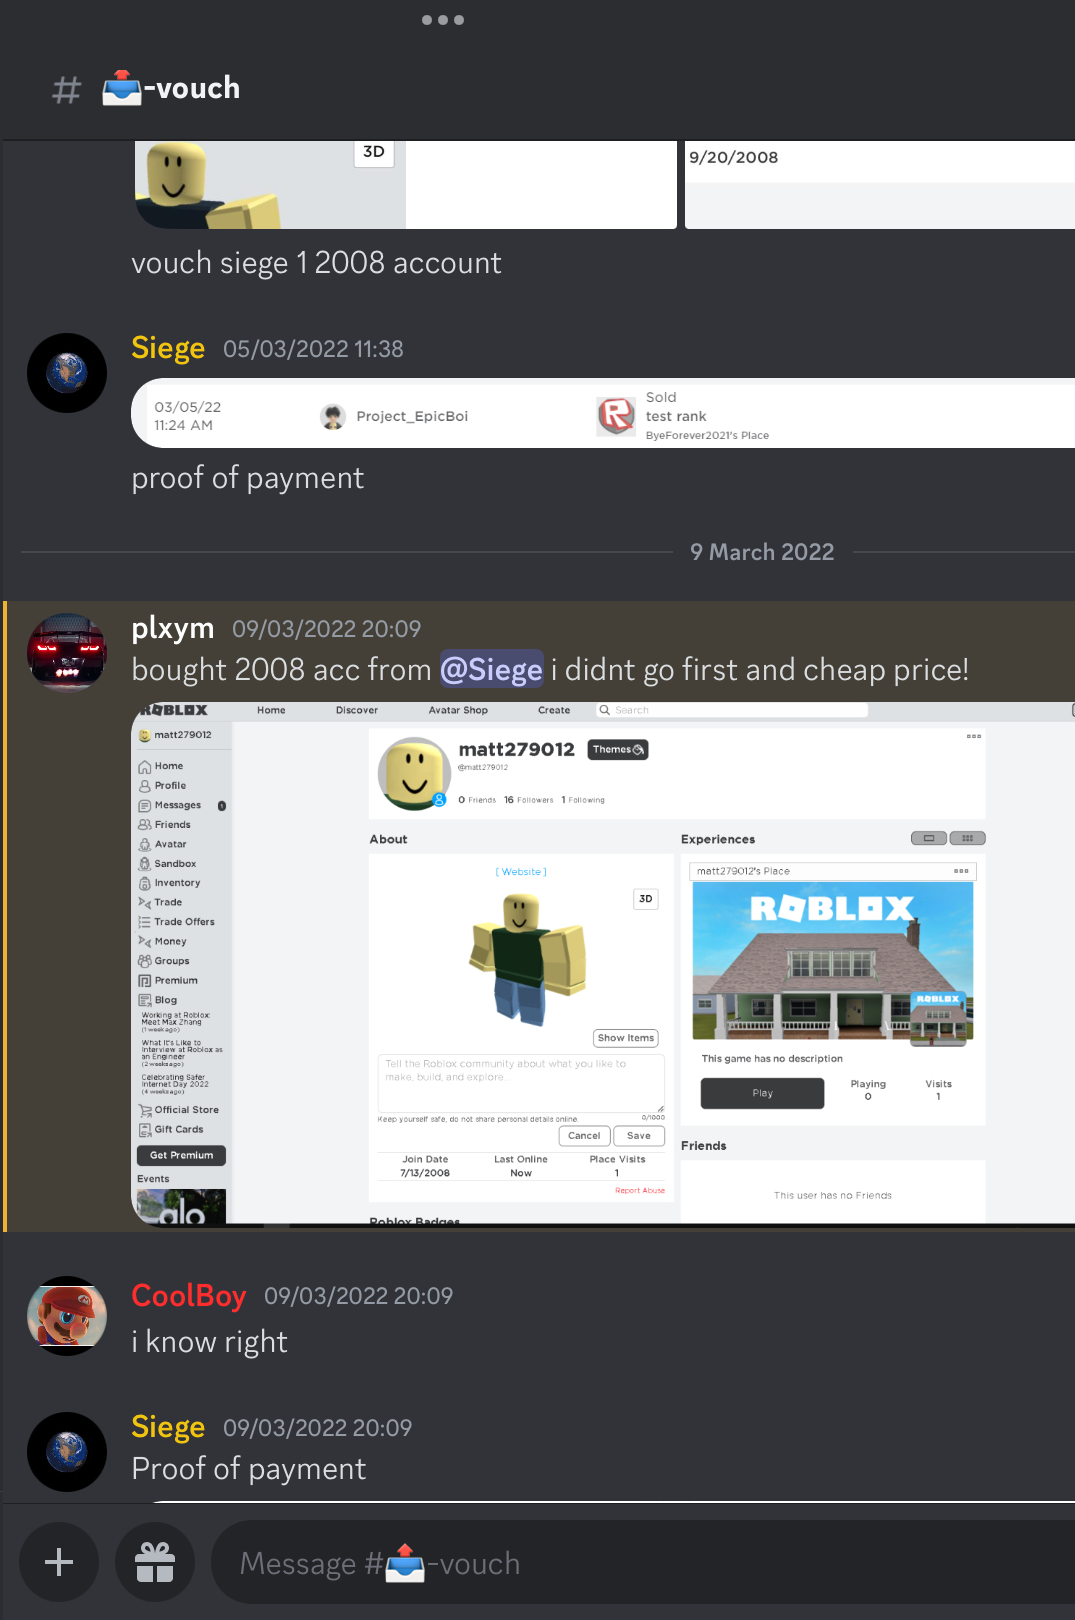 -vouch
3D
9/20/2008
vouch siege 1 2008 account
Siege 05/03/2022 11:38
03/05/22
11:24 AM
Project_EpicBoi
Sold
test rank
ByeForever2021's Place
proof of payment
9 March 2022
plxym 09/03/2022 20:09
bought 2008 acc from @Siege i didnt go first and cheap price!
ROBLOX
Home Discover Avatar Shop Create Search
matt279012
Home
Profile
Messages 1
Friends
Avatar
Sandbox
Inventory
Trade
Trade Offers
Money
Groups
Premium
Blog
Working at Roblox:
Meet Max Zhang
(1 week ago)
What It's Like to
Interview at Roblox as
an Engineer
(2 weeks ago)
Celebrating Safer
Internet Day 2022
(4 weeks ago)
Official Store
Gift Cards
Get Premium
Events
alo
matt279012 Themes
@matt279012
0 Friends 16 Followers 1 Following
About
[ Website ]
3D
Show Items
Tell the Roblox community about what you like to
make, build, and explore...
Keep yourself safe, do not share personal details online. 0/1000
Cancel Save
Join Date Last Online Place Visits
7/13/2008 Now 1
Report Abuse
Roblox Badges
Experiences
matt279012's Place
ROBLOX
ROBLOX
This game has no description
Play
Playing Visits
0 1
Friends
This user has no Friends
CoolBoy 09/03/2022 20:09
i know right
Siege 09/03/2022 20:09
Proof of payment
Message #-vouch